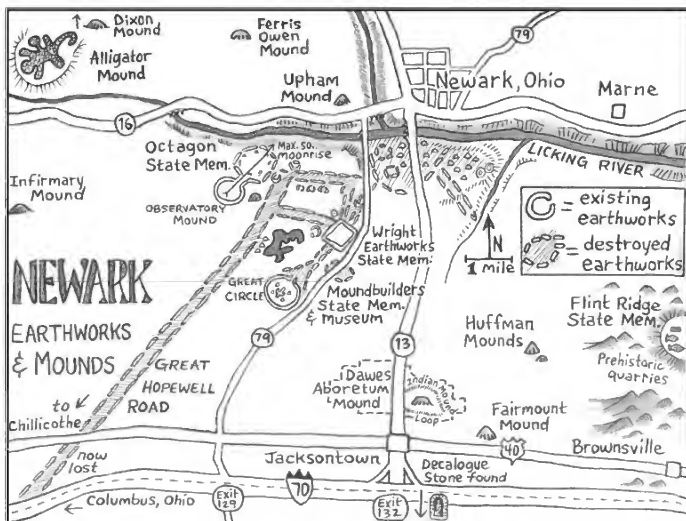 Dixon
Mound
Alligator
Mound
Ferris
Owen
Mound
79
Upham
Mound
Newark, Ohio
Marne
16
Octagon
State Mem.
Max. so.
moonrise
LICKING RIVER
Infirmary
Mound
OBSERVATORY
MOUND
Wright
Earthworks
State Mem.
N
1 Mile
= existing
earthworks
= destroyed
earthworks
NEWARK
EARTHWORKS
& MOUNDS
GREAT
CIRCLE
Moundbuilders
State Mem.
& museum
Flint Ridge
State Mem.
Prehistoric
quarries
Huffman
Mounds
79
13
GREAT
HOPEWELL
ROAD
Dawes
Aboretum
Mound
Indian Mound
Loop
to
Chillicothe
Fairmount
Mound
40
Brownsville
now
lost
Jacksontown
Decalogue
Stone found
Columbus, Ohio
Exit
129
70
Exit
132